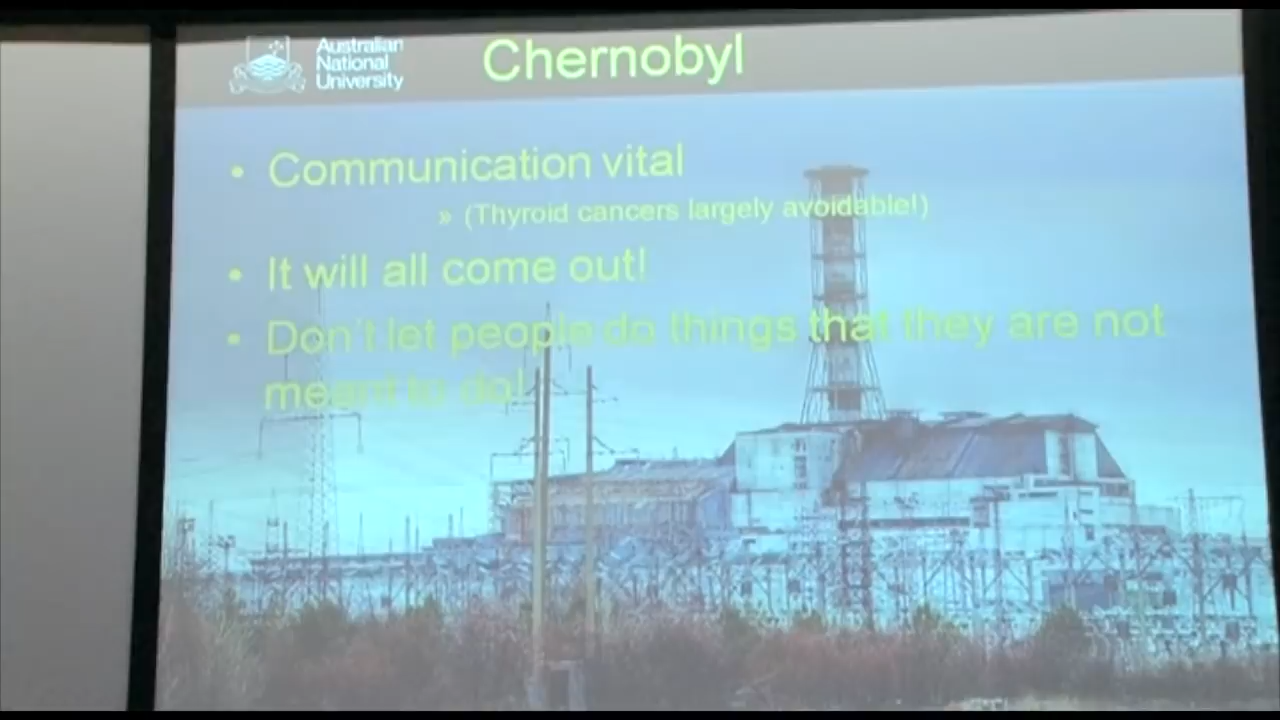 Australian
National
University
Chernobyl
• Communication vital
» (Thyroid cancers largely avoidable!)
• It will all come out!
• Don't let people do things that they are not
meant to do!